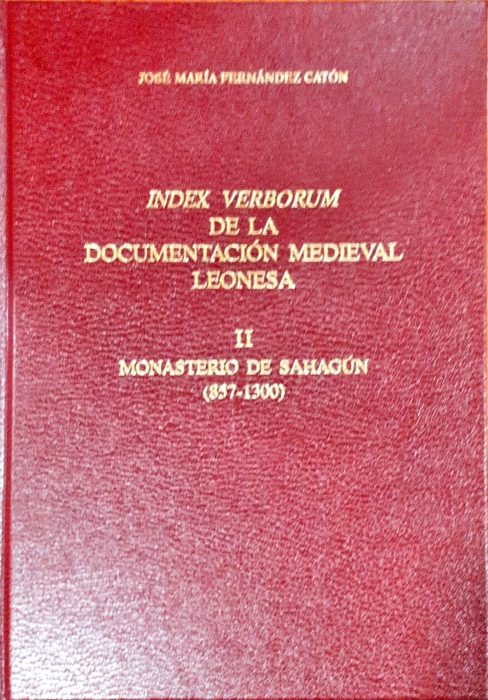 JOSÉ MARÍA FERNÁNDEZ CATÓN
INDEX VERBORUM
DE LA
DOCUMENTACIÓN MEDIEVAL
LEONESA
II
MONASTERIO DE SAHAGÚN
(857-1300)